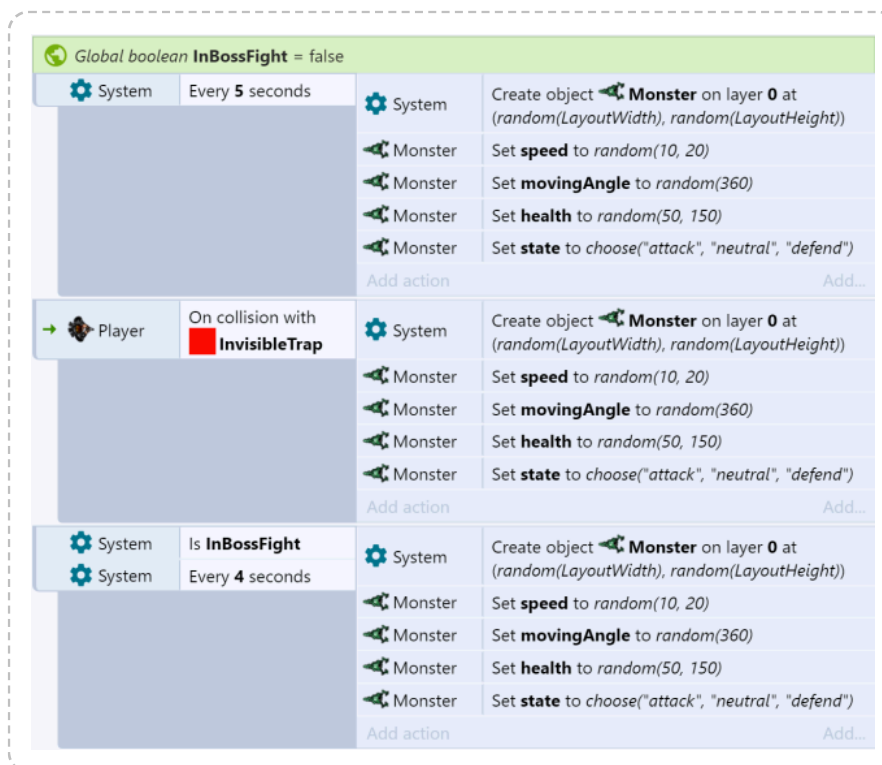 Global boolean InBossFight = false
System Every 5 seconds
System Create object Monster on layer 0 at
(random(LayoutWidth), random(LayoutHeight))
Monster Set speed to random(10, 20)
Monster Set movingAngle to random(360)
Monster Set health to random(50, 150)
Monster Set state to choose("attack", "neutral", "defend")
Add action Add...
Player On collision with
InvisibleTrap
System Create object Monster on layer 0 at
(random(LayoutWidth), random(LayoutHeight))
Monster Set speed to random(10, 20)
Monster Set movingAngle to random(360)
Monster Set health to random(50, 150)
Monster Set state to choose("attack", "neutral", "defend")
Add action Add...
System Is InBossFight
System Every 4 seconds
System Create object Monster on layer 0 at
(random(LayoutWidth), random(LayoutHeight))
Monster Set speed to random(10, 20)
Monster Set movingAngle to random(360)
Monster Set health to random(50, 150)
Monster Set state to choose("attack", "neutral", "defend")
Add action Add...